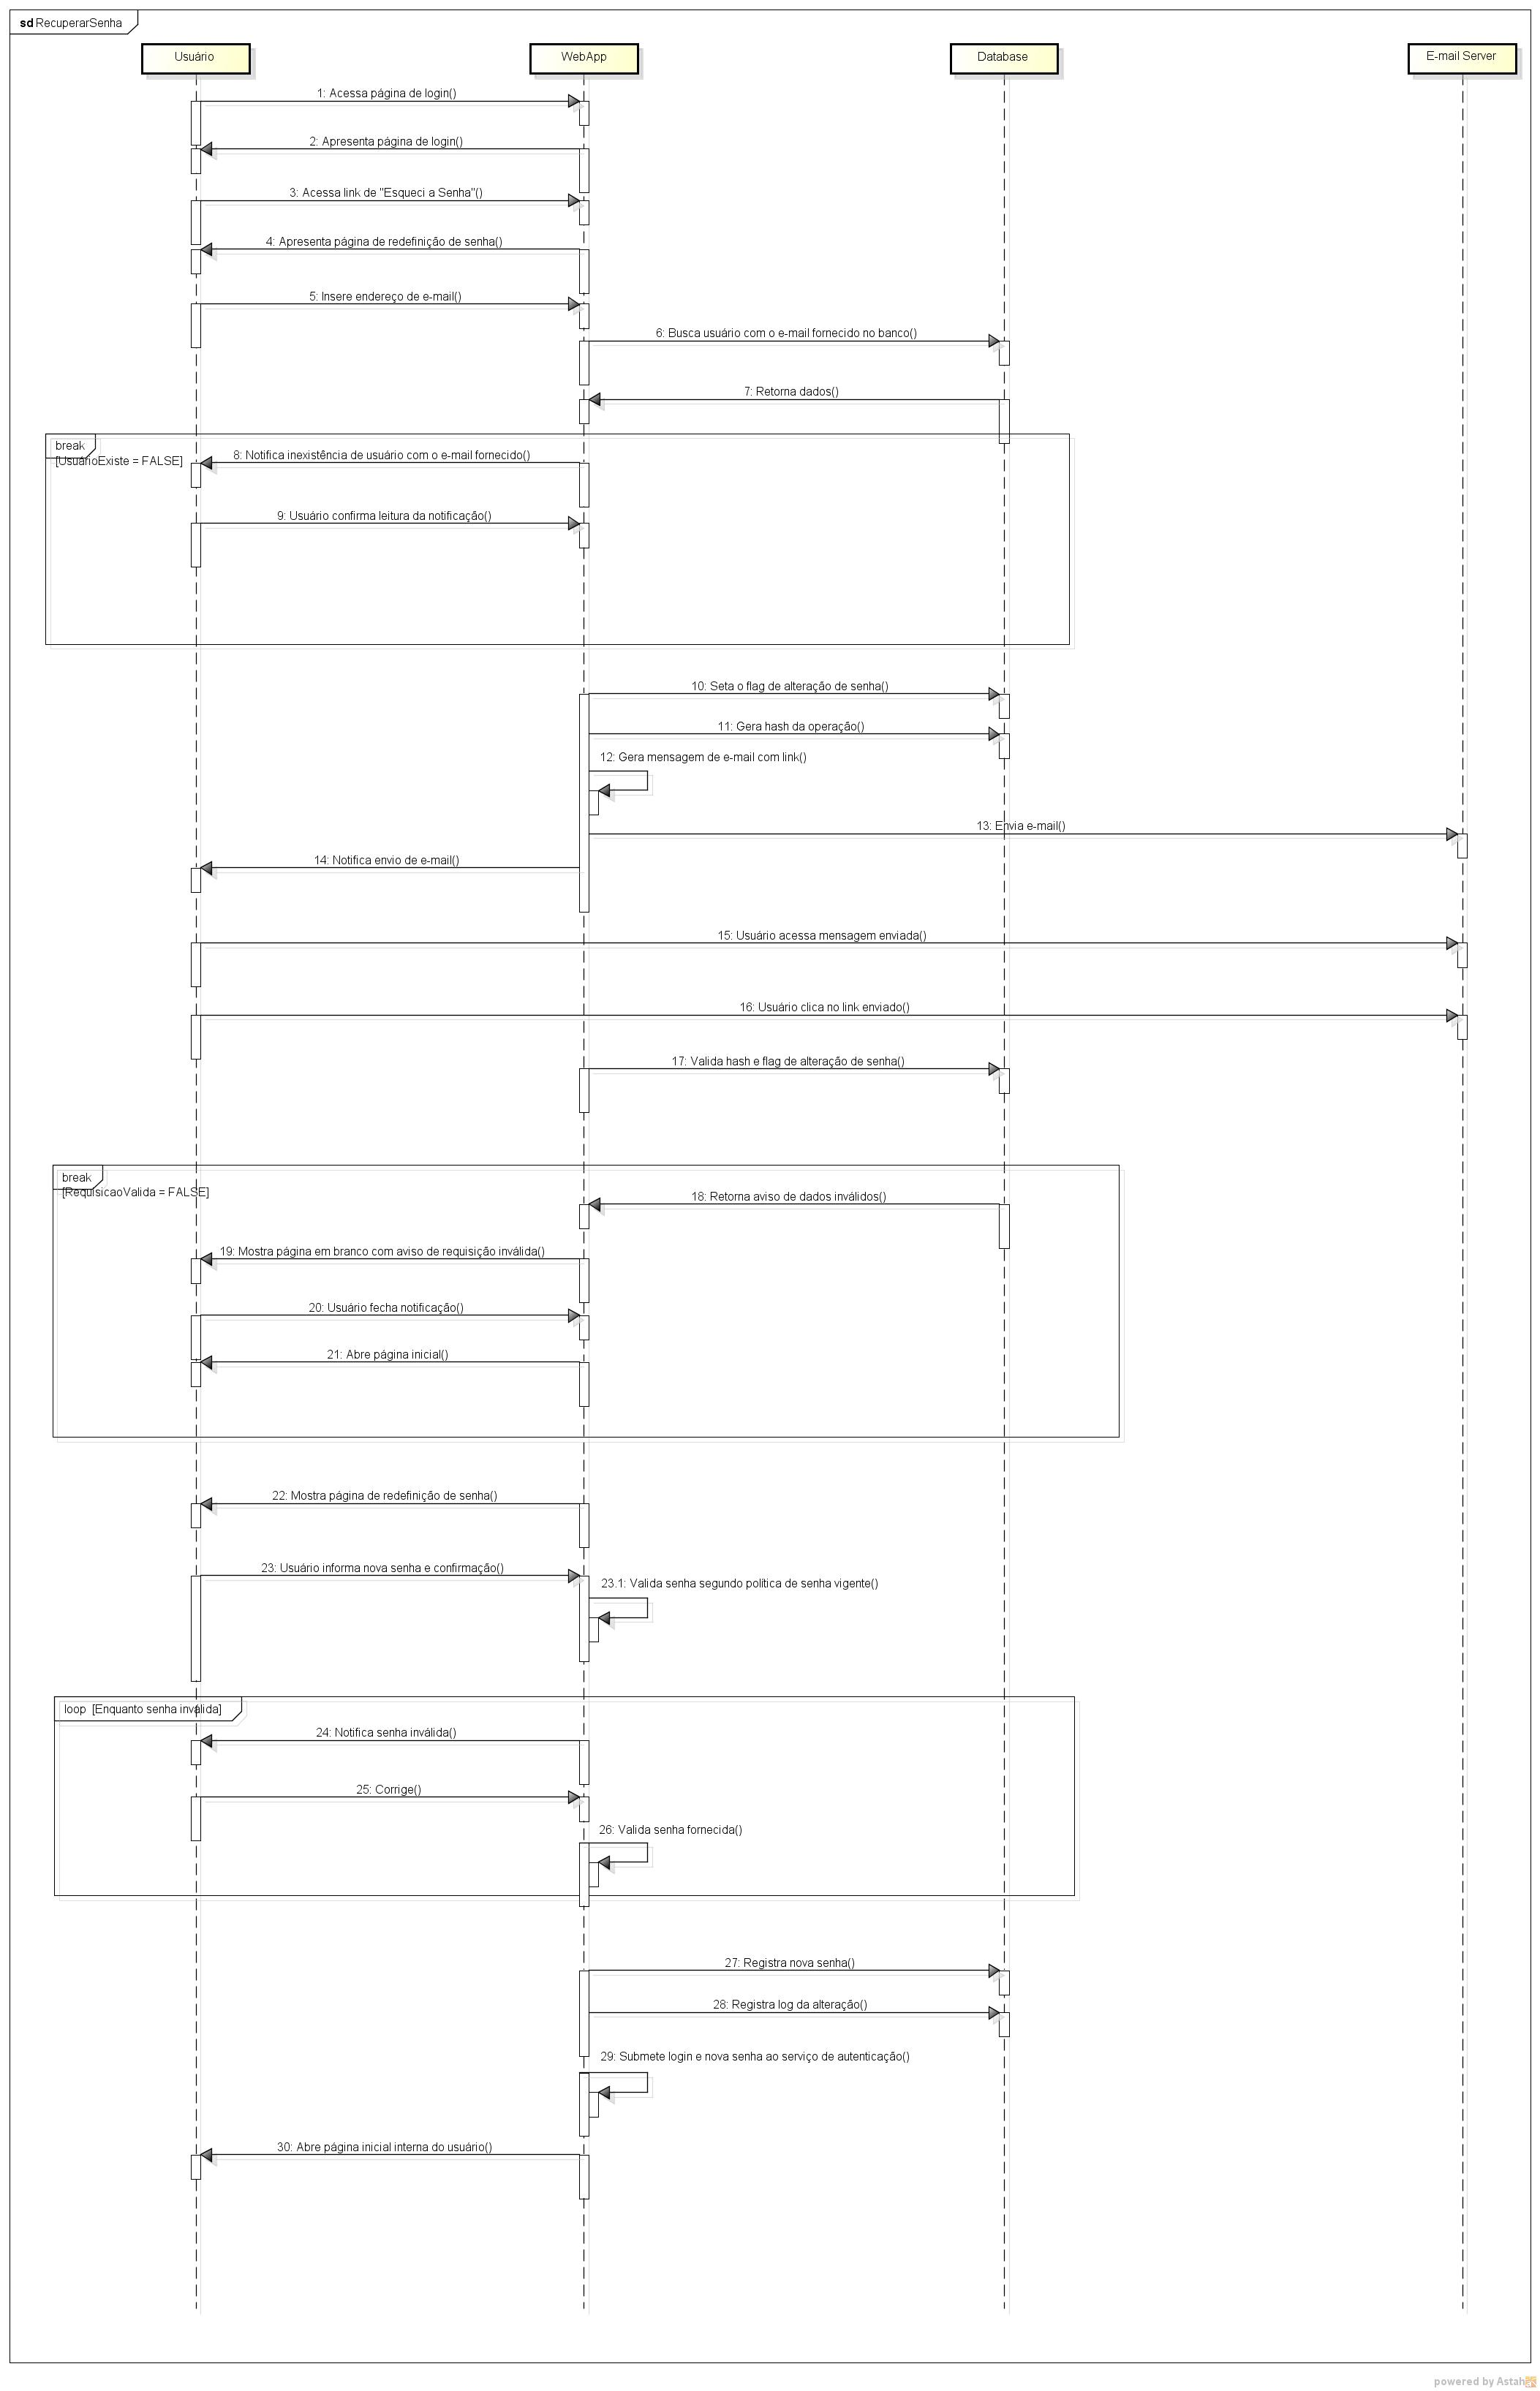 sd RecuperarSenha
Usuário
WebApp
Database
E-mail Server
1: Acessa página de login()
2: Apresenta página de login()
3: Acessa link de "Esqueci a Senha"()
4: Apresenta página de redefinição de senha()
5: Insere endereço de e-mail()
6: Busca usuário com o e-mail fornecido no banco()
7: Retorna dados()
break
[UsuárioExiste = FALSE]
8: Notifica inexistência de usuário com o e-mail fornecido()
9: Usuário confirma leitura da notificação()
10: Seta o flag de alteração de senha()
11: Gera hash da operação()
12: Gera mensagem de e-mail com link()
13: Envia e-mail()
14: Notifica envio de e-mail()
15: Usuário acessa mensagem enviada()
16: Usuário clica no link enviado()
17: Valida hash e flag de alteração de senha()
break
[RequisicaoValida = FALSE]
18: Retorna aviso de dados inválidos()
19: Mostra página em branco com aviso de requisição inválida()
20: Usuário fecha notificação()
21: Abre página inicial()
22: Mostra página de redefinição de senha()
23: Usuário informa nova senha e confirmação()
23.1: Valida senha segundo política de senha vigente()
loop [Enquanto senha inválida]
24: Notifica senha inválida()
25: Corrige()
26: Valida senha fornecida()
27: Registra nova senha()
28: Registra log da alteração()
29: Submete login e nova senha ao serviço de autenticação()
30: Abre página inicial interna do usuário()
powered by Astah